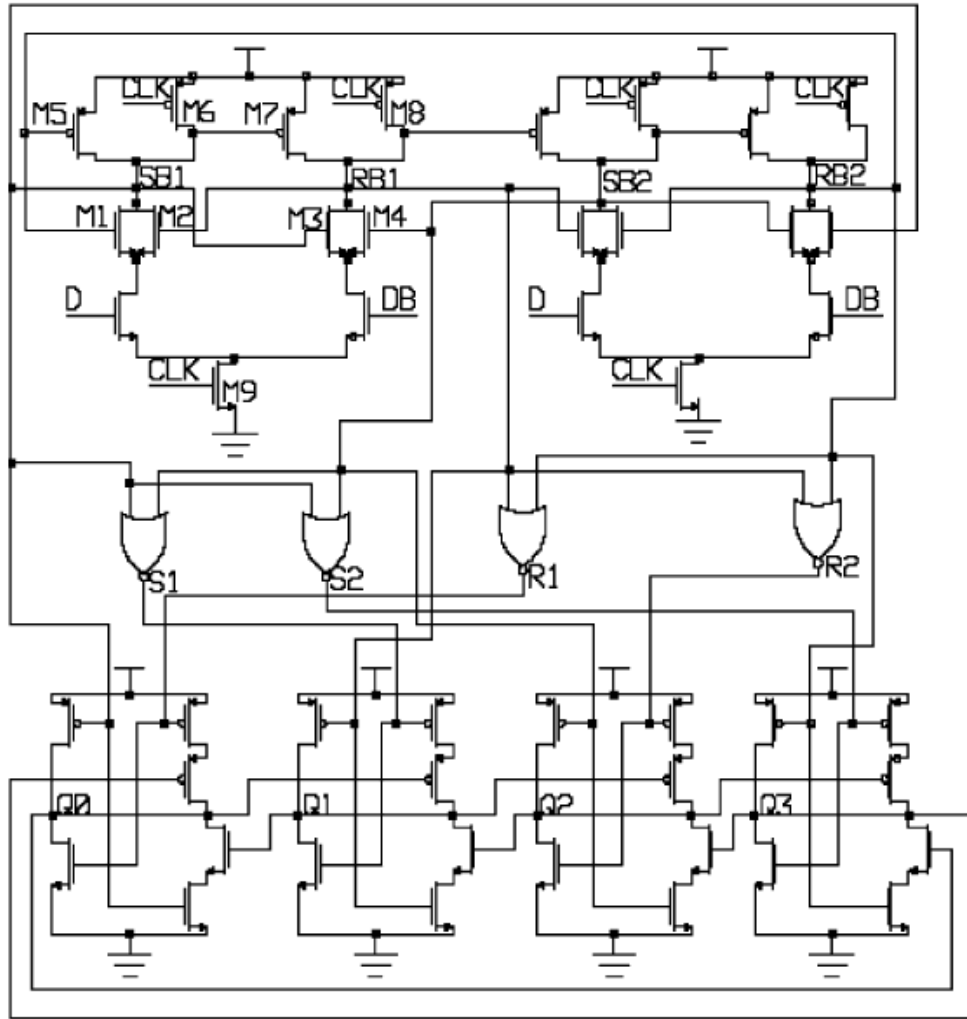 CLK CLK CLK CLK
M5 M6 M7 M8
SB1 RB1 SB2 RB2
M1 M2 M3 M4
D DB D DB
CLK M9 CLK
S1 S2 R1 R2
Q0 Q1 Q2 Q3